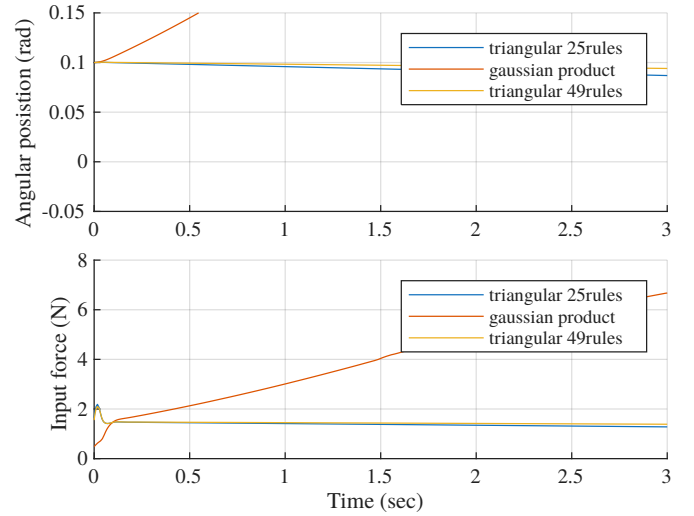 0.15
0.1
0.05
0
-0.05
Angular posistion (rad)
triangular 25rules
gaussian product
triangular 49rules
0 0.5 1 1.5 2 2.5 3
8
6
4
2
0
Input force (N)
triangular 25rules
gaussian product
triangular 49rules
0 0.5 1 1.5 2 2.5 3
Time (sec)